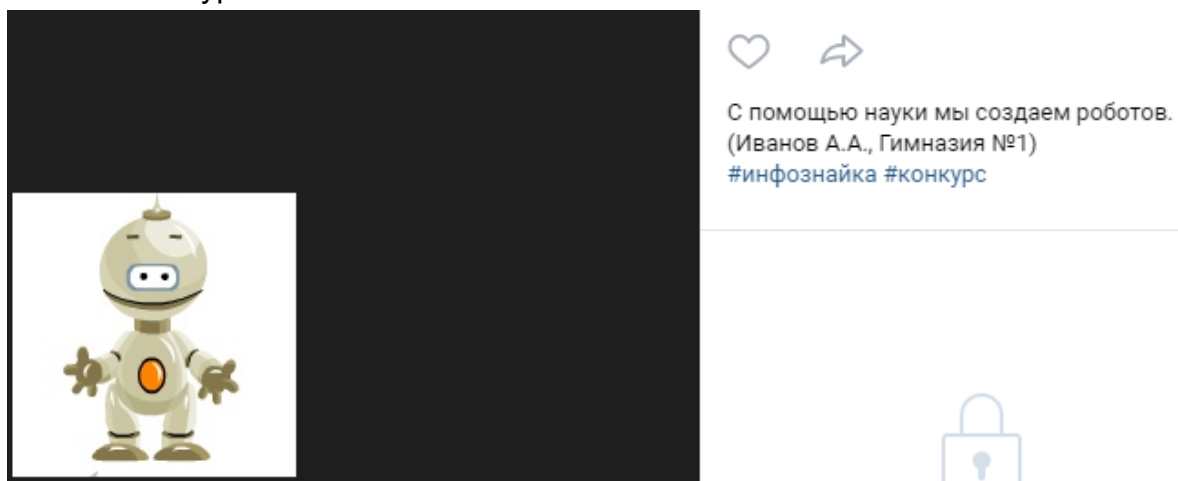 С помощью науки мы создаем роботов.
(Иванов А.А., Гимназия №1)
#инфознайка #конкурс